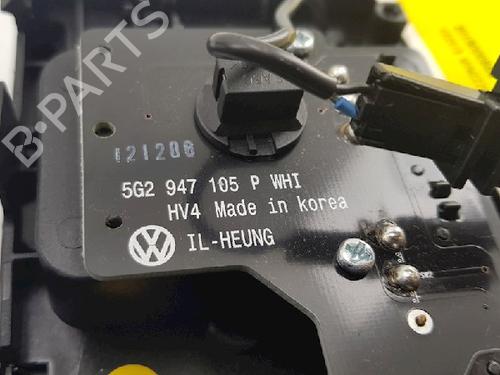 121206
5G2 947 105 P WHI
HV4 Made in korea
IL-HEUNG
B-PARTS